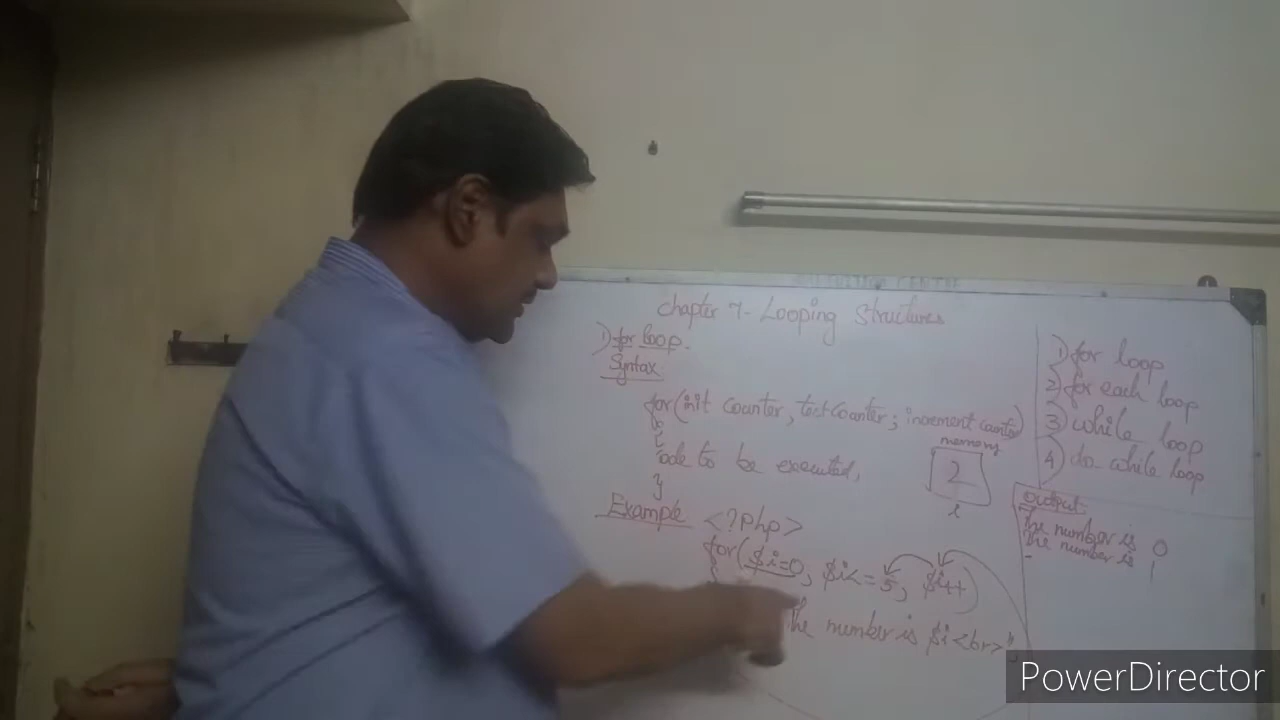 Chapter 7- Looping Structures
1) for loop.
Syntax
for(init counter, testcounter; increment counter)
{
code to be executed,
}
memory
2
i
Example <?php>
for($i=0, $i<=5, $i++)
{
The number is $i<br>"
1) for loop
2) for each loop
3) while loop
4) do while loop
output
The number is 0
The number is 1
PowerDirector